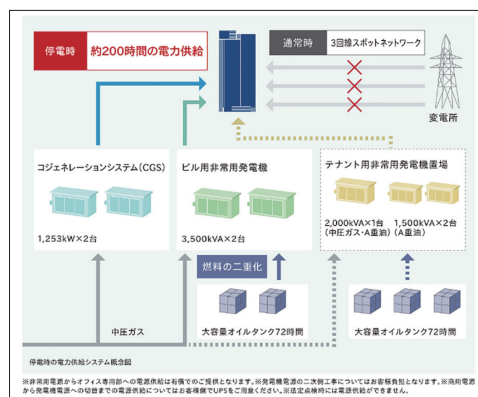 停電時 約200時間の電力供給
通常時 3回線スポットネットワーク
変電所
コジェネレーションシステム(CGS)
1,253kW×2台
ビル用非常用発電機
3,500kVA×2台
テナント用非常用発電機置場
2,000kVA×1台
(中圧ガス・A重油)
1,500kVA×2台
(A重油)
燃料の二重化
中圧ガス
大容量オイルタンク72時間
大容量オイルタンク72時間
停電時の電力供給システム概念図
※非常用電源からオフィス専用部への電源供給は有償でのご提供となります。※発電機電源の二次側工事についてはお客様負担となります。※商用電源
から発電機電源への切替までの電源供給についてはお客様側でUPSをご用意ください。※法定点検時には電源供給ができません。